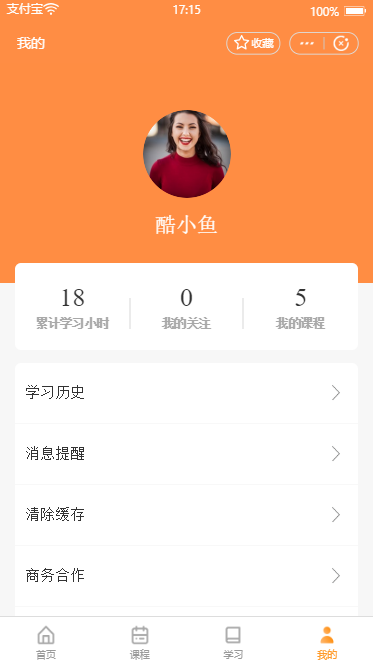 支付宝 17:15 100%
我的 收藏
酷小鱼
18 0 5
累计学习小时 我的关注 我的课程
学习历史
消息提醒
清除缓存
商务合作
首页 课程 学习 我的